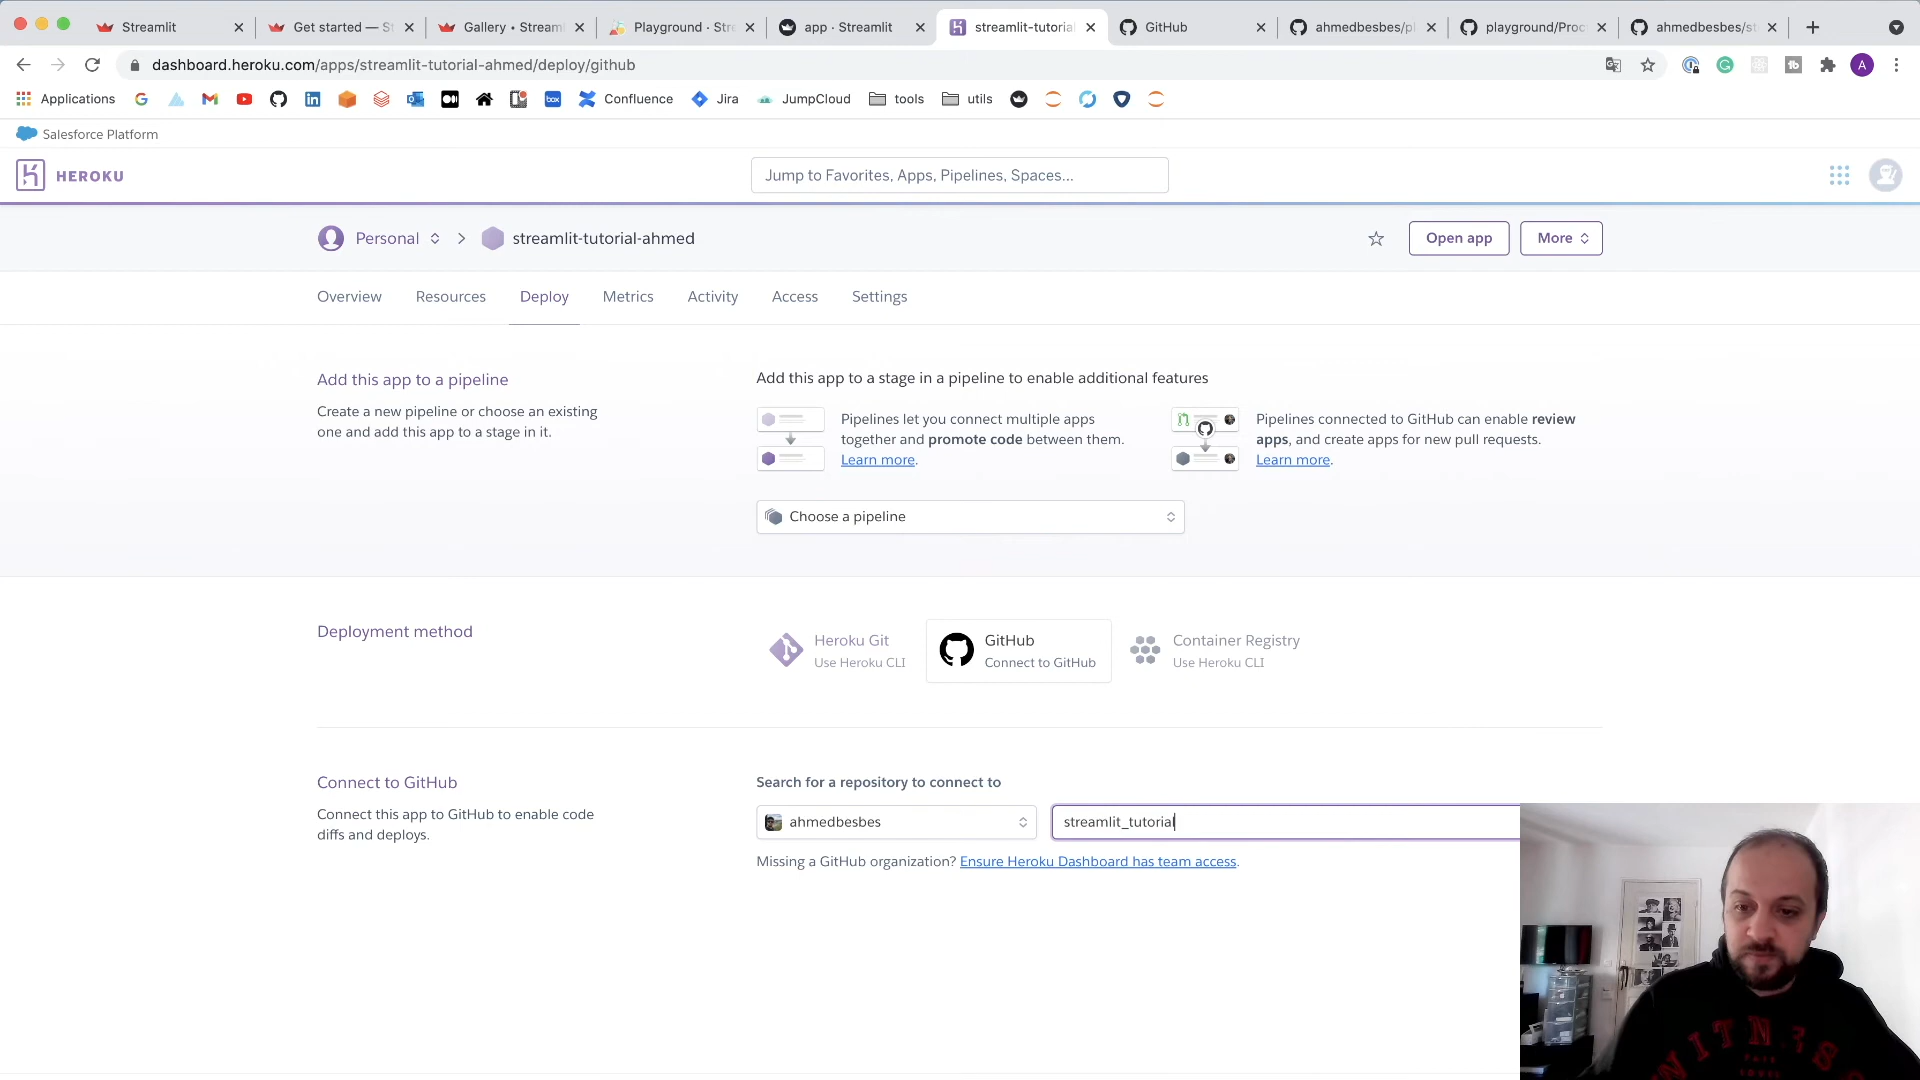 Streamlit
Get started — S
Gallery • Stream
Playground · Stre
app · Streamlit
streamlit-tutorial
GitHub
ahmedbesbes/pl
playground/Proc
ahmedbesbes/st
dashboard.heroku.com/apps/streamlit-tutorial-ahmed/deploy/github
A
Applications
Confluence
Jira
JumpCloud
tools
utils
Salesforce Platform
HEROKU
Jump to Favorites, Apps, Pipelines, Spaces...
Personal
streamlit-tutorial-ahmed
Open app
More
Overview
Resources
Deploy
Metrics
Activity
Access
Settings
Add this app to a pipeline
Create a new pipeline or choose an existing
one and add this app to a stage in it.
Add this app to a stage in a pipeline to enable additional features
Pipelines let you connect multiple apps
together and promote code between them.
Learn more.
Pipelines connected to GitHub can enable review
apps, and create apps for new pull requests.
Learn more.
Choose a pipeline
Deployment method
Heroku Git
Use Heroku CLI
GitHub
Connect to GitHub
Container Registry
Use Heroku CLI
Connect to GitHub
Connect this app to GitHub to enable code
diffs and deploys.
Search for a repository to connect to
ahmedbesbes
streamlit_tutorial
Missing a GitHub organization? Ensure Heroku Dashboard has team access.